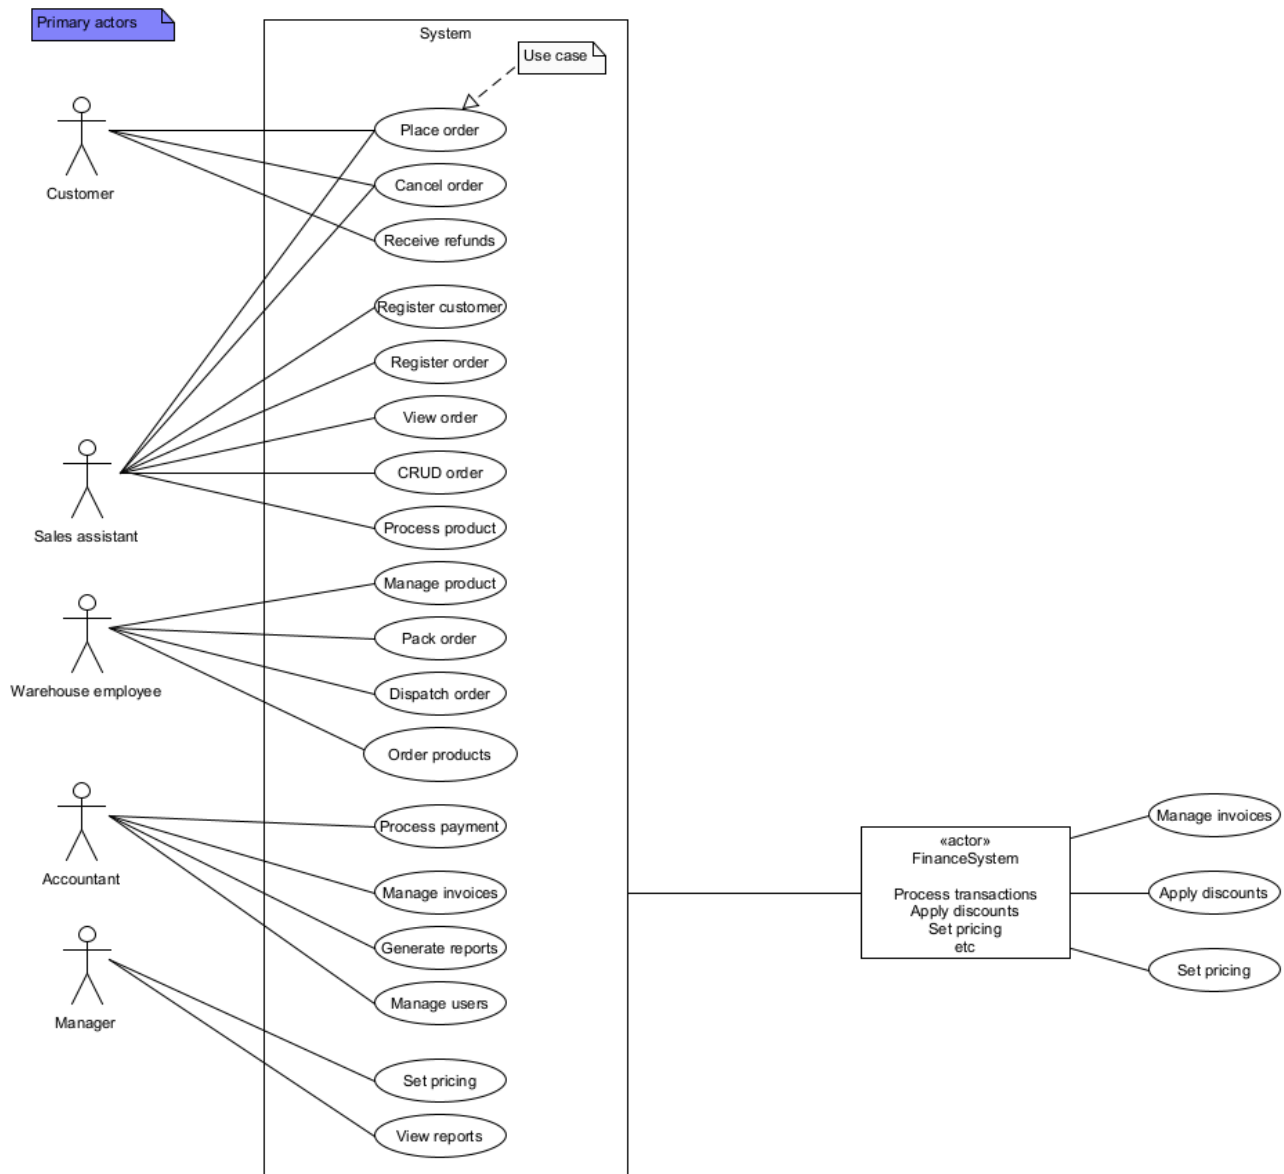 Primary actors
System
Use case
Customer
Place order
Cancel order
Receive refunds
Register customer
Register order
View order
CRUD order
Process product
Sales assistant
Manage product
Pack order
Dispatch order
Order products
Warehouse employee
Process payment
Manage invoices
Generate reports
Manage users
Accountant
Manager
Set pricing
View reports
«actor»
FinanceSystem
Process transactions
Apply discounts
Set pricing
etc
Manage invoices
Apply discounts
Set pricing